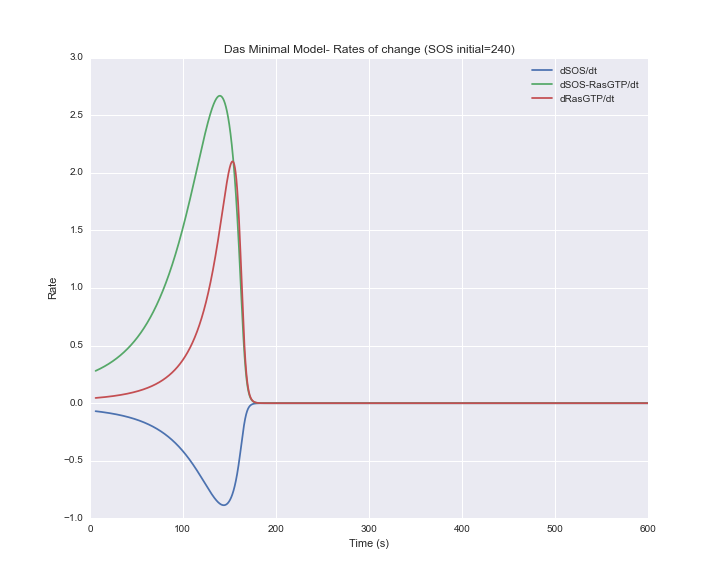 Das Minimal Model- Rates of change (SOS initial=240)
3.0
2.5
2.0
1.5
1.0
0.5
0.0
−0.5
−1.0
Rate
dSOS/dt
dSOS-RasGTP/dt
dRasGTP/dt
0 100 200 300 400 500 600
Time (s)